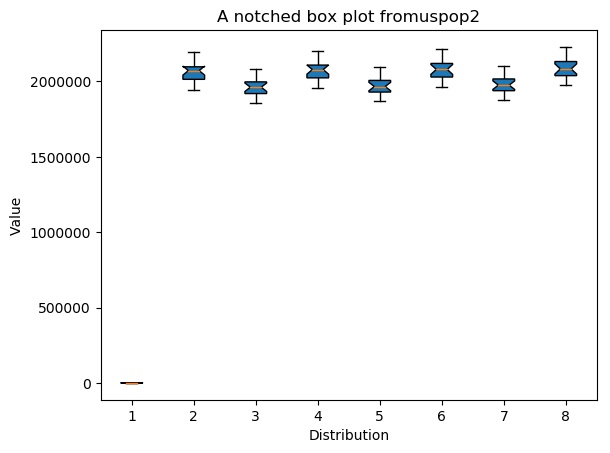 A notched box plot fromuspop2
Value
2000000
1500000
1000000
500000
0
1 2 3 4 5 6 7 8
Distribution